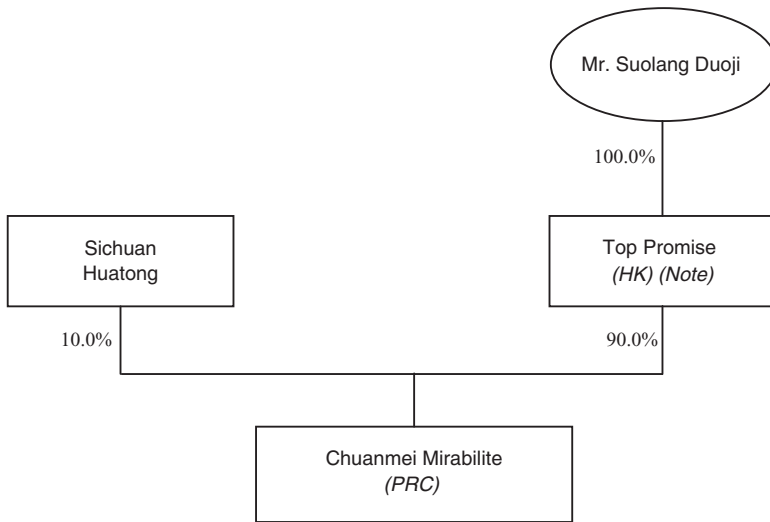 Mr. Suolang Duoji
100.0%
Sichuan
Huatong
Top Promise
(HK) (Note)
10.0%
90.0%
Chuanmei Mirabilite
(PRC)